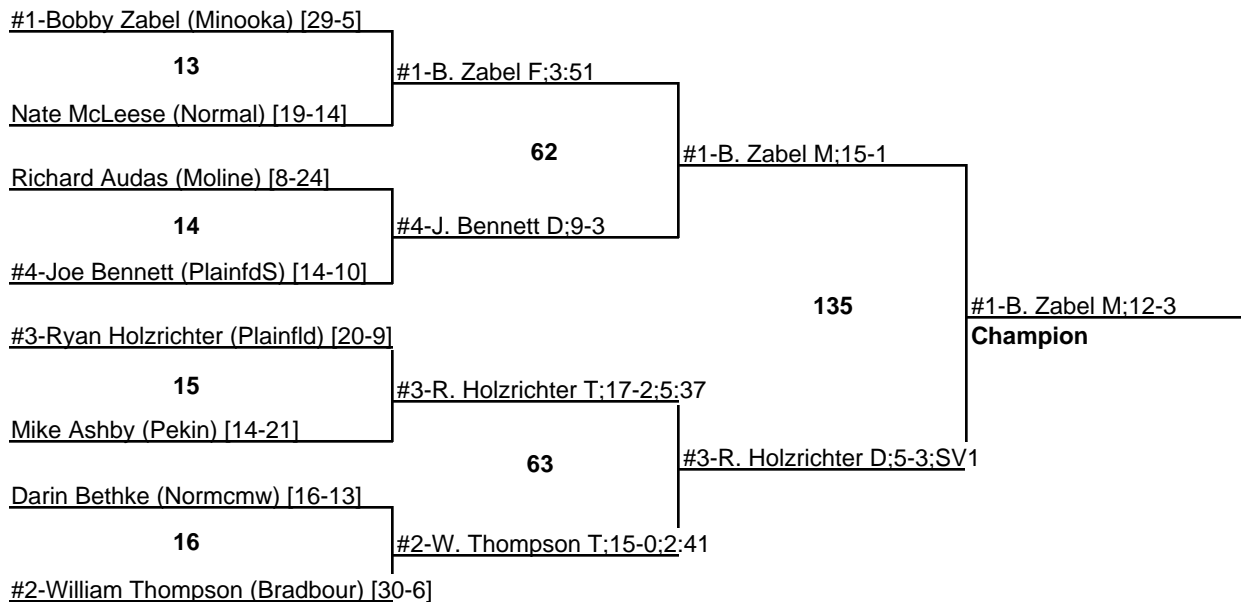 #1-Bobby Zabel (Minooka) [29-5]
13
#1-B. Zabel F;3:51
Nate McLeese (Normal) [19-14]
62
#1-B. Zabel M;15-1
Richard Audas (Moline) [8-24]
14
#4-J. Bennett D;9-3
#4-Joe Bennett (PlainfdS) [14-10]
135
#1-B. Zabel M;12-3
Champion
#3-Ryan Holzrichter (Plainfld) [20-9]
15
#3-R. Holzrichter T;17-2;5:37
Mike Ashby (Pekin) [14-21]
63
#3-R. Holzrichter D;5-3;SV1
Darin Bethke (Normcmw) [16-13]
16
#2-W. Thompson T;15-0;2:41
#2-William Thompson (Bradbour) [30-6]